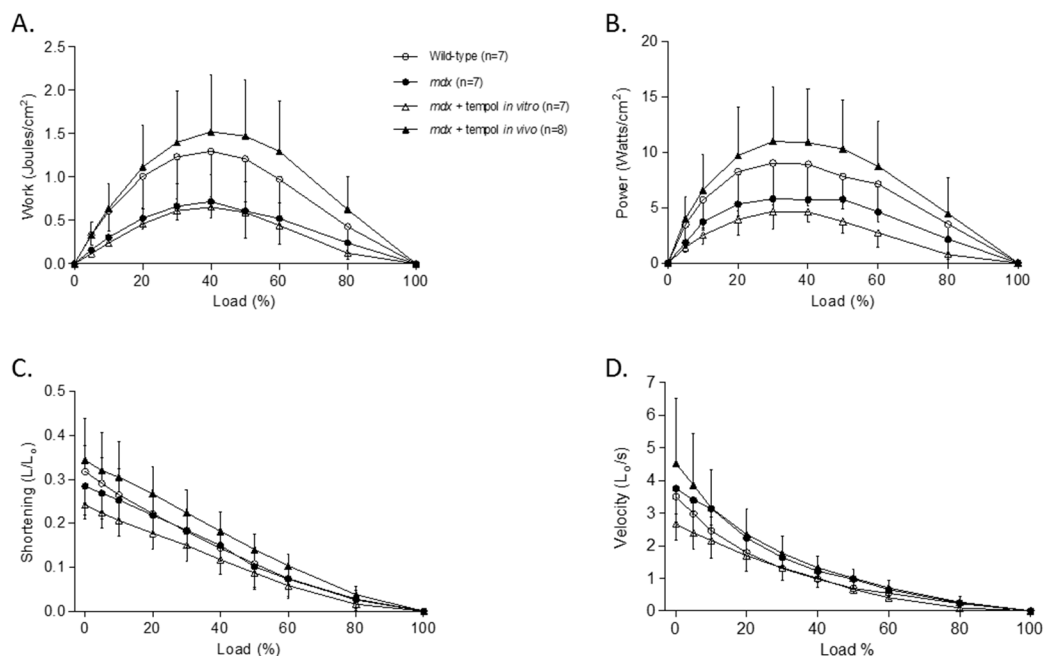 A.
2.5
2.0
1.5
1.0
0.5
0.0
Work (Joules/cm²)
0 20 40 60 80 100
Load (%)
Wild-type (n=7)
mdx (n=7)
mdx + tempol in vitro (n=7)
mdx + tempol in vivo (n=8)
B.
20
15
10
5
0
Power (Watts/cm²)
0 20 40 60 80 100
Load (%)
C.
0.5
0.4
0.3
0.2
0.1
0.0
Shortening (L/Lₒ)
0 20 40 60 80 100
Load (%)
D.
7
6
5
4
3
2
1
0
Velocity (Lₒ/s)
0 20 40 60 80 100
Load %